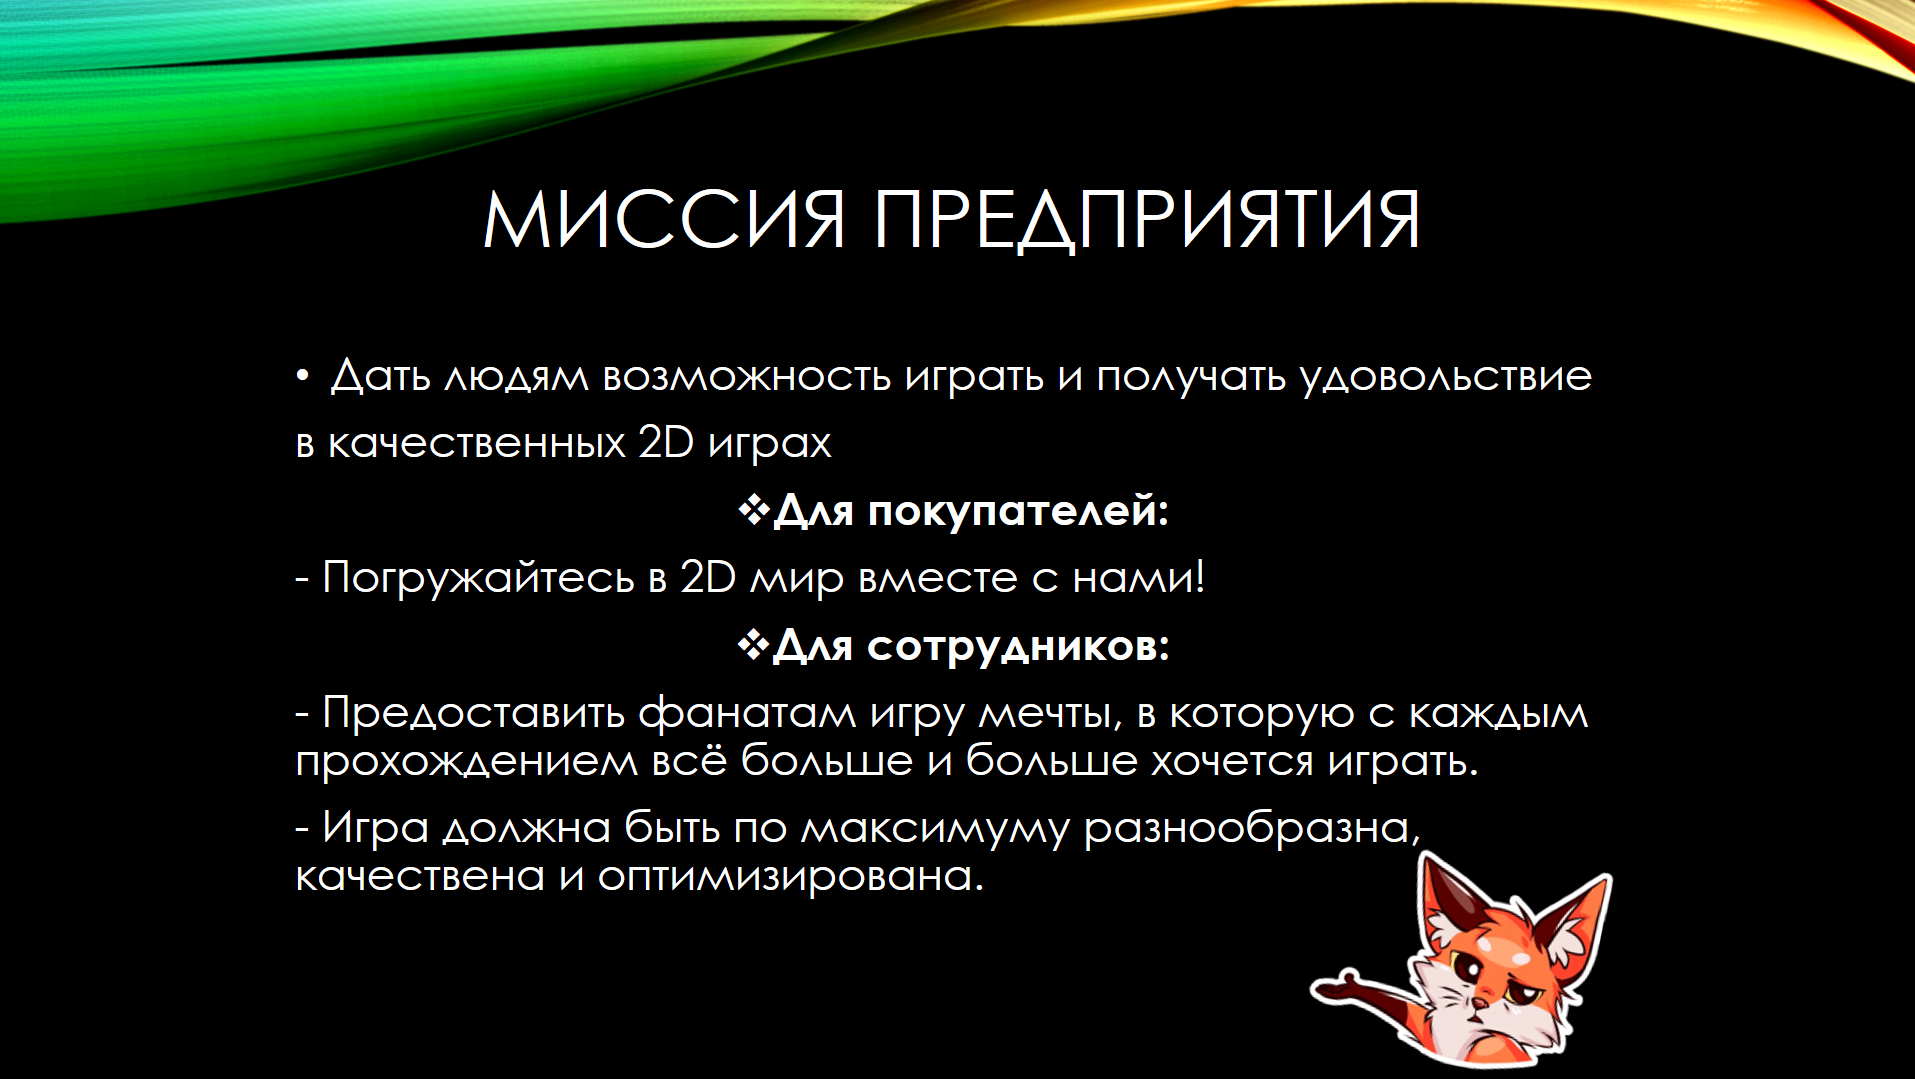 МИССИЯ ПРЕДПРИЯТИЯ
• Дать людям возможность играть и получать удовольствие
в качественных 2D играх
❖Для покупателей:
- Погружайтесь в 2D мир вместе с нами!
❖Для сотрудников:
- Предоставить фанатам игру мечты, в которую с каждым
прохождением всё больше и больше хочется играть.
- Игра должна быть по максимуму разнообразна,
качествена и оптимизирована.